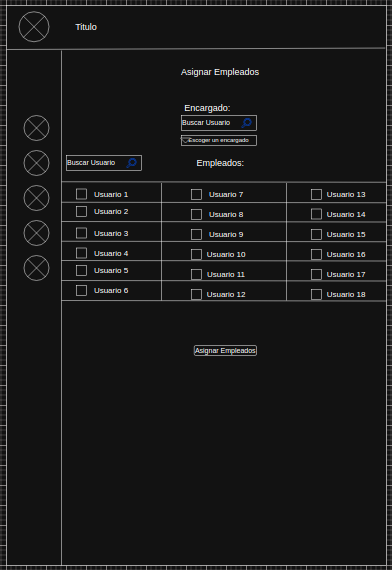 Titulo
Asignar Empleados
Encargado:
Buscar Usuario
Escoger un encargado
Buscar Usuario
Empleados:
Usuario 1 Usuario 7 Usuario 13
Usuario 2 Usuario 8 Usuario 14
Usuario 3 Usuario 9 Usuario 15
Usuario 4 Usuario 10 Usuario 16
Usuario 5 Usuario 11 Usuario 17
Usuario 6 Usuario 12 Usuario 18
Asignar Empleados